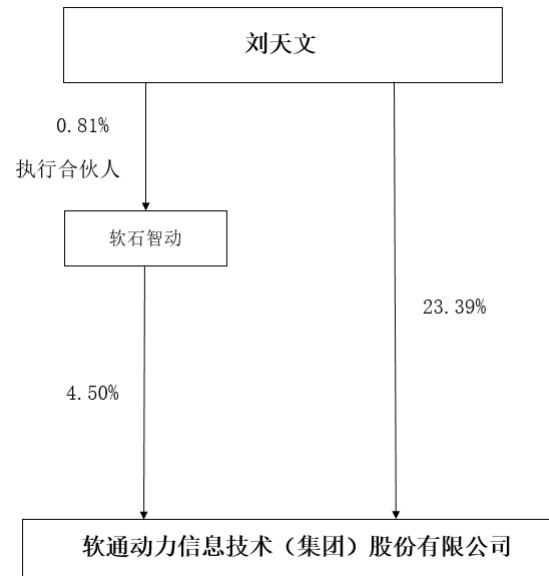 刘天文
0.81%
执行合伙人
软石智动
23.39%
4.50%
软通动力信息技术（集团）股份有限公司